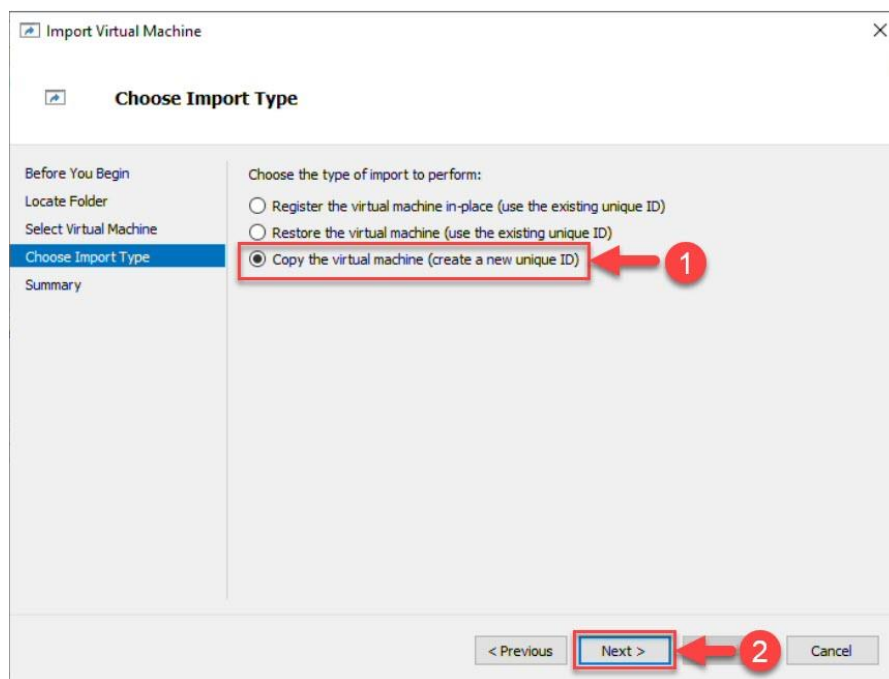 Import Virtual Machine
Choose Import Type
Before You Begin
Locate Folder
Select Virtual Machine
Choose Import Type
Summary
Choose the type of import to perform:
Register the virtual machine in-place (use the existing unique ID)
Restore the virtual machine (use the existing unique ID)
Copy the virtual machine (create a new unique ID)
1
< Previous
Next >
2
Cancel